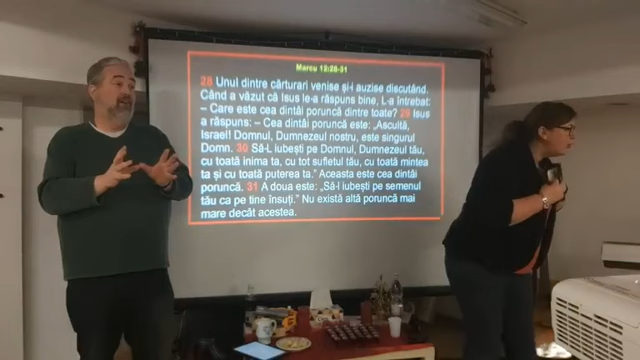 Marcu 12:28-31
28 Unul dintre cărturari venise și-i auzise discutând.
Când a văzut că Isus le-a răspuns bine, L-a întrebat:
– Care este cea dintâi poruncă dintre toate? 29 Isus
a răspuns: – Cea dintâi poruncă este: „Ascultă,
Israel! Domnul, Dumnezeul nostru, este singurul
Domn. 30 Să-L iubești pe Domnul, Dumnezeul tău,
cu toată inima ta, cu tot sufletul tău, cu toată mintea
ta și cu toată puterea ta.” Aceasta este cea dintâi
poruncă. 31 A doua este: „Să-l iubești pe semenul
tău ca pe tine însuți.” Nu există altă poruncă mai
mare decât acestea.